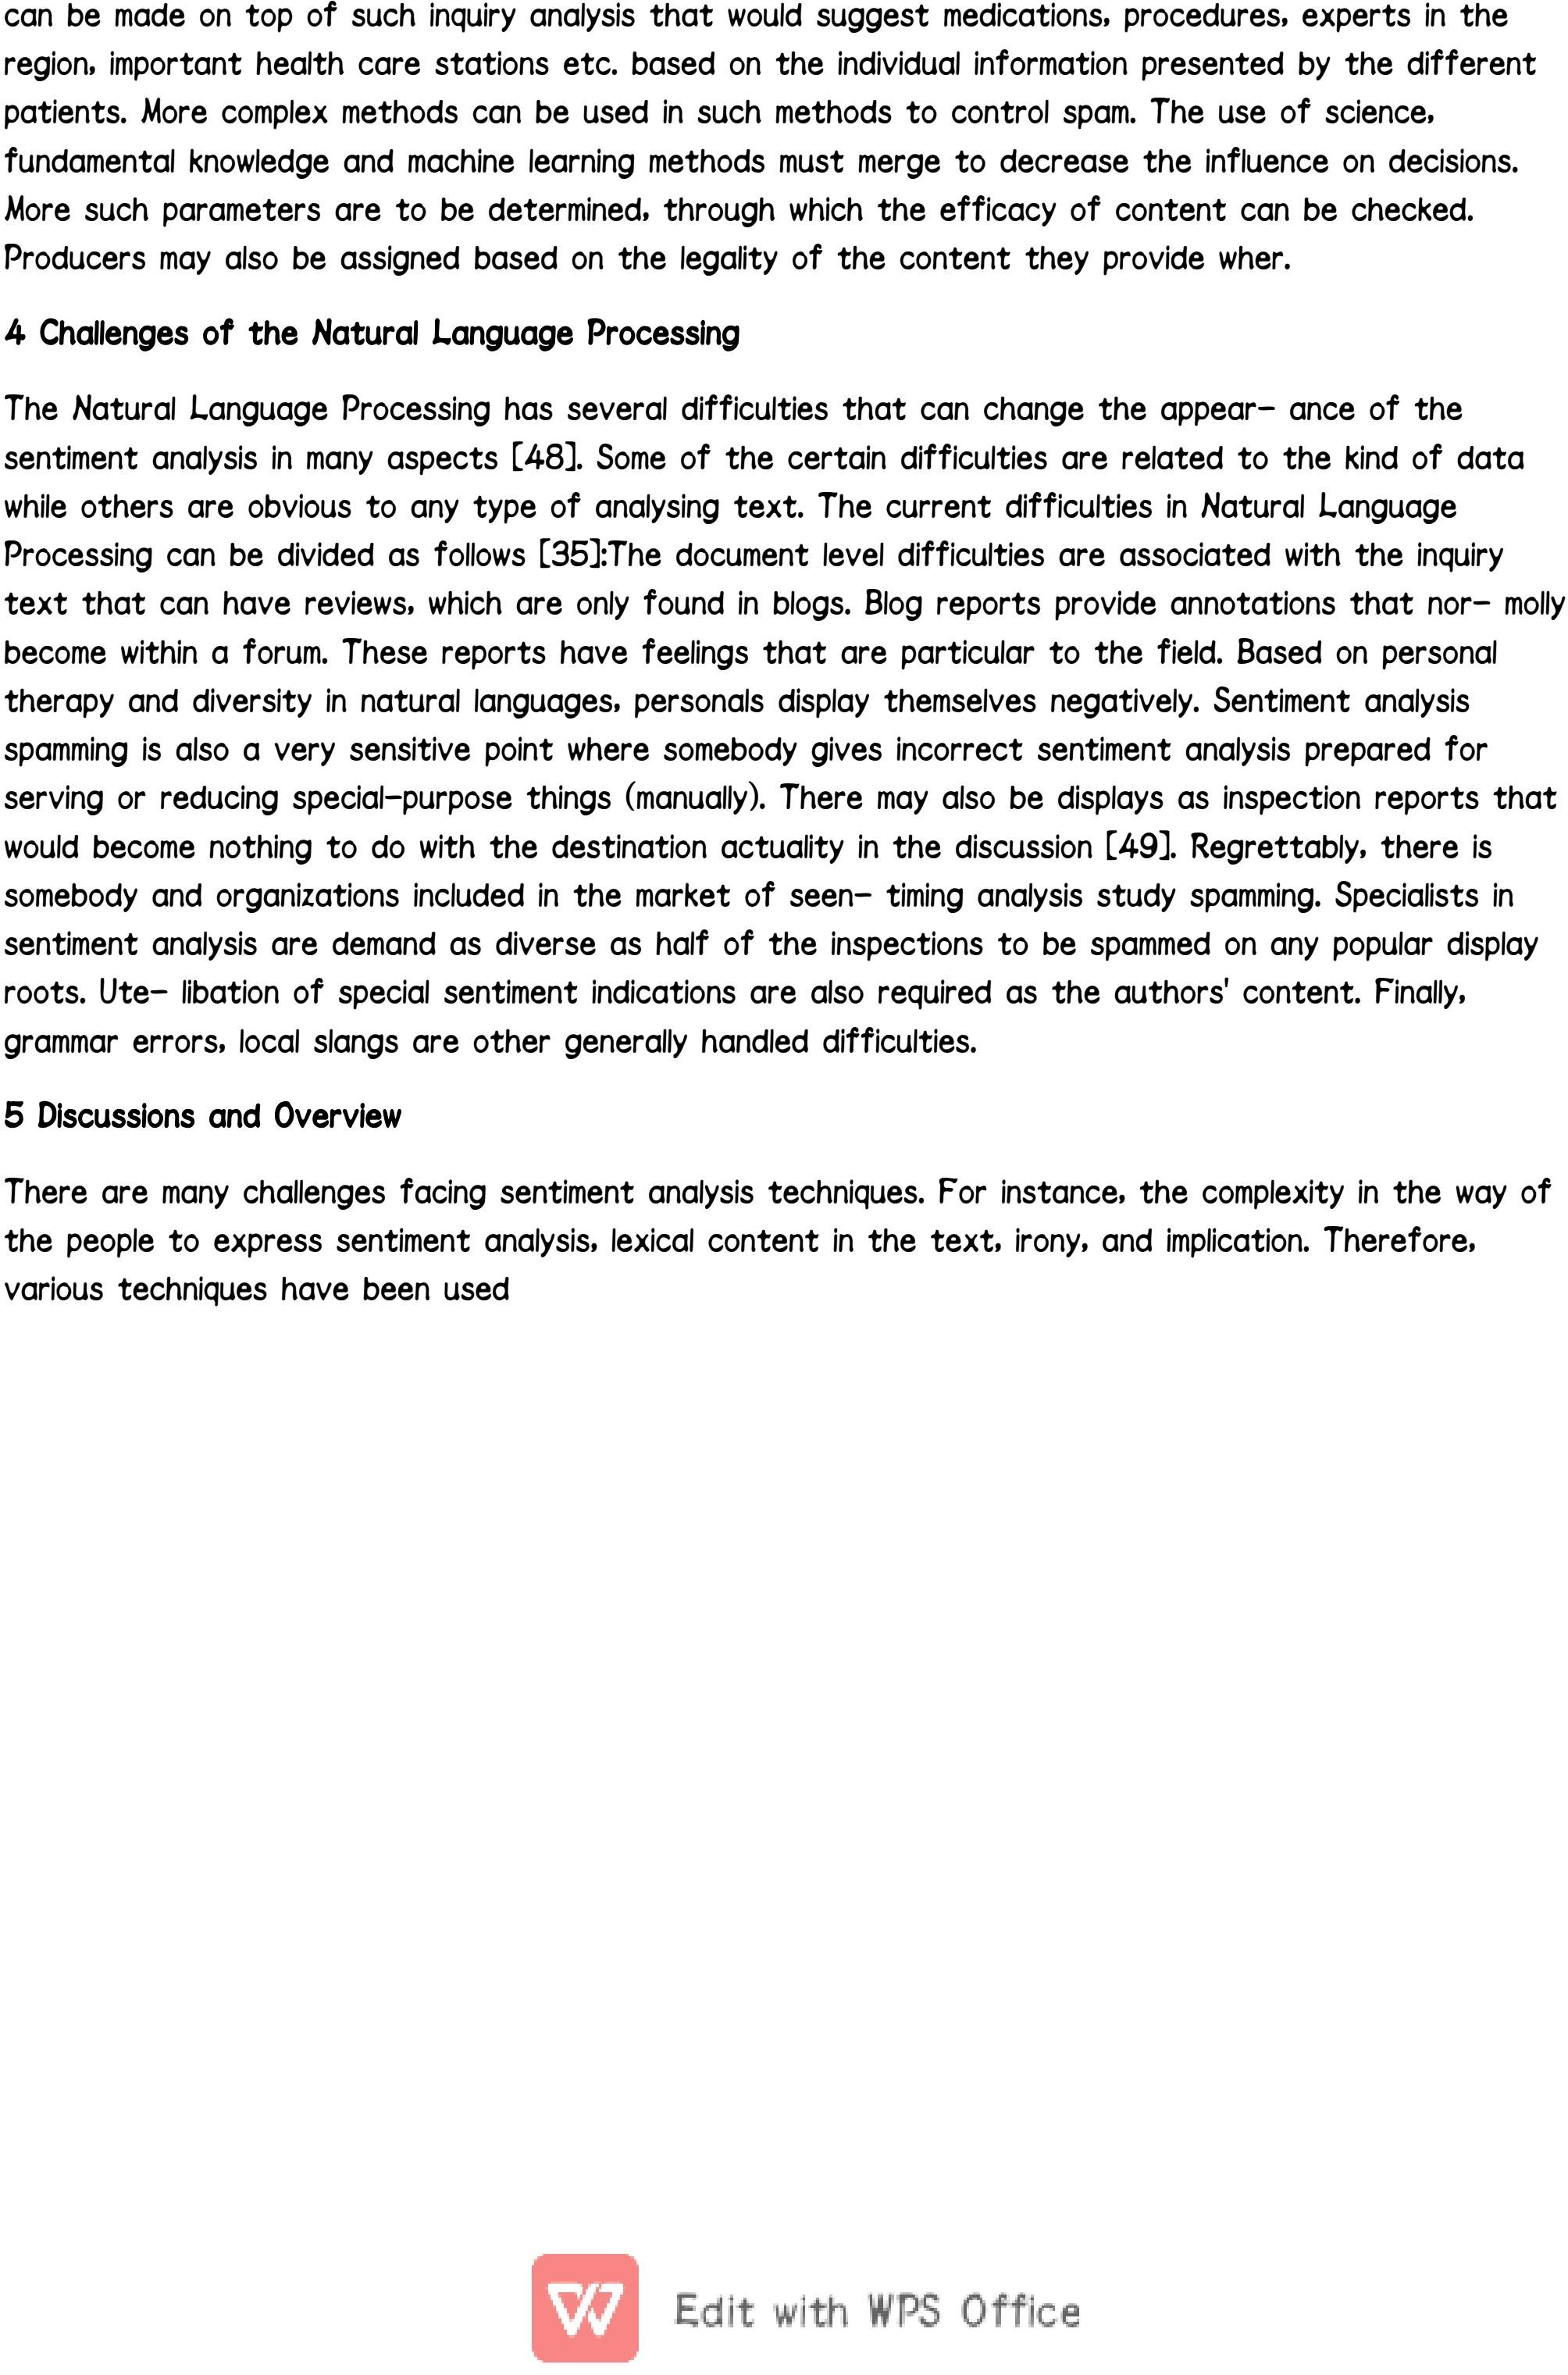 can be made on top of such inquiry analysis that would suggest medications, procedures, experts in the
region, important health care stations etc. based on the individual information presented by the different
patients. More complex methods can be used in such methods to control spam. The use of science,
fundamental knowledge and machine learning methods must merge to decrease the influence on decisions.
More such parameters are to be determined, through which the efficacy of content can be checked.
Producers may also be assigned based on the legality of the content they provide wher.
4 Challenges of the Natural Language Processing
The Natural Language Processing has several difficulties that can change the appear- ance of the
sentiment analysis in many aspects [48]. Some of the certain difficulties are related to the kind of data
while others are obvious to any type of analysing text. The current difficulties in Natural Language
Processing can be divided as follows [35]:The document level difficulties are associated with the inquiry
text that can have reviews, which are only found in blogs. Blog reports provide annotations that nor- molly
become within a forum. These reports have feelings that are particular to the field. Based on personal
therapy and diversity in natural languages, personals display themselves negatively. Sentiment analysis
spamming is also a very sensitive point where somebody gives incorrect sentiment analysis prepared for
serving or reducing special-purpose things (manually). There may also be displays as inspection reports that
would become nothing to do with the destination actuality in the discussion [49]. Regrettably, there is
somebody and organizations included in the market of seen- timing analysis study spamming. Specialists in
sentiment analysis are demand as diverse as half of the inspections to be spammed on any popular display
roots. Ute- libation of special sentiment indications are also required as the authors' content. Finally,
grammar errors, local slangs are other generally handled difficulties.
5 Discussions and Overview
There are many challenges facing sentiment analysis techniques. For instance, the complexity in the way of
the people to express sentiment analysis, lexical content in the text, irony, and implication. Therefore,
various techniques have been used
Edit with WPS Office